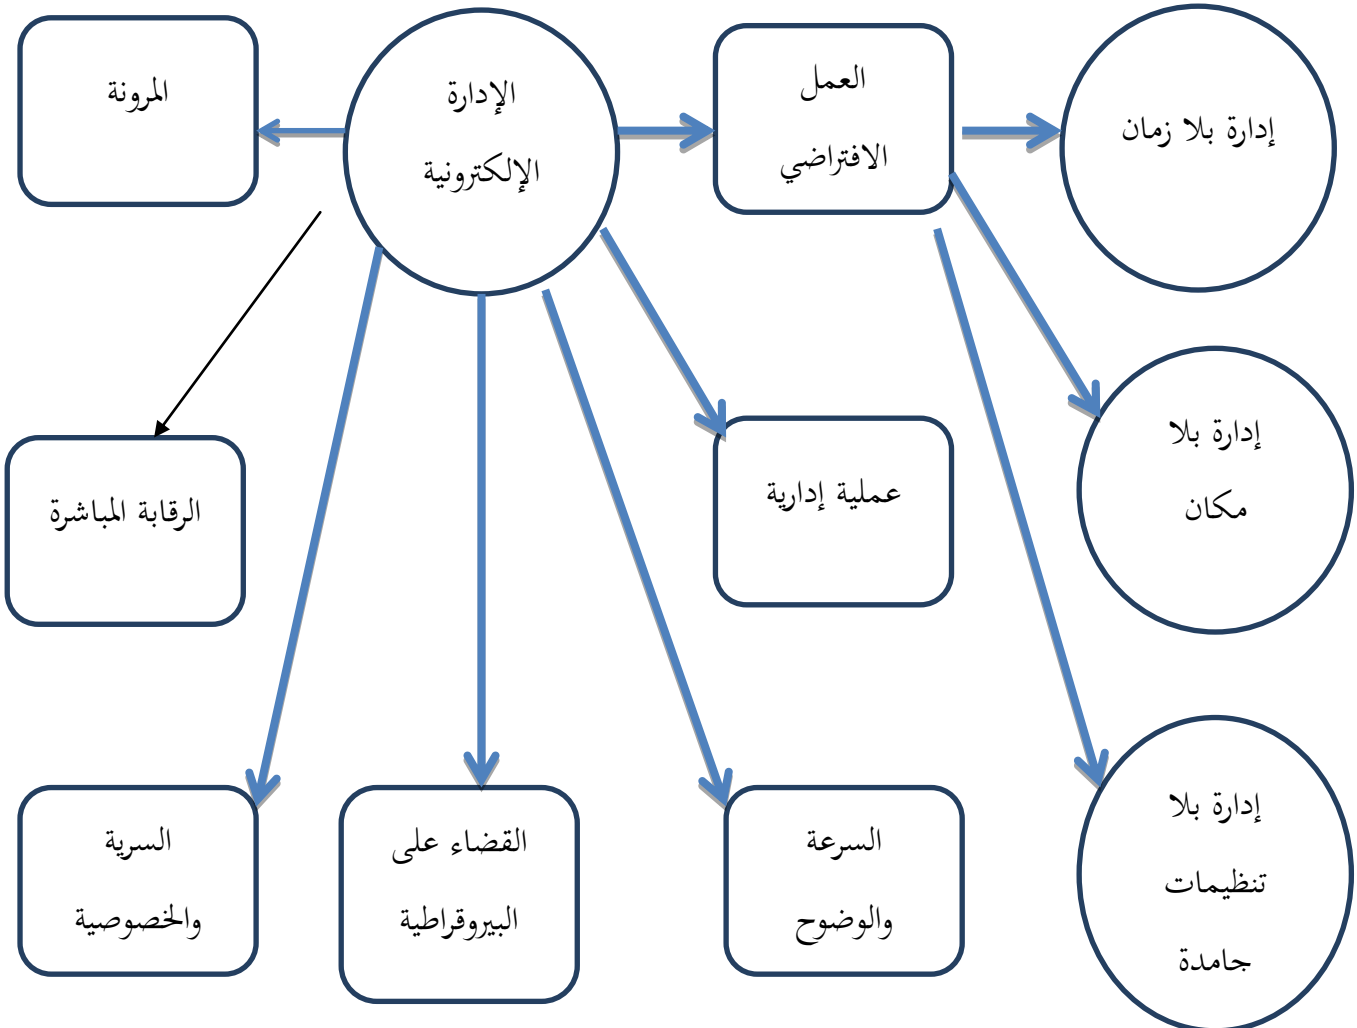 إدارة بلا زمان
العمل
الافتراضي
الإدارة
الإلكترونية
المرونة
إدارة بلا
مكان
عملية إدارية
الرقابة المباشرة
إدارة بلا
تنظيمات
جامدة
السرعة
والوضوح
القضاء على
البيروقراطية
السرية
والخصوصية